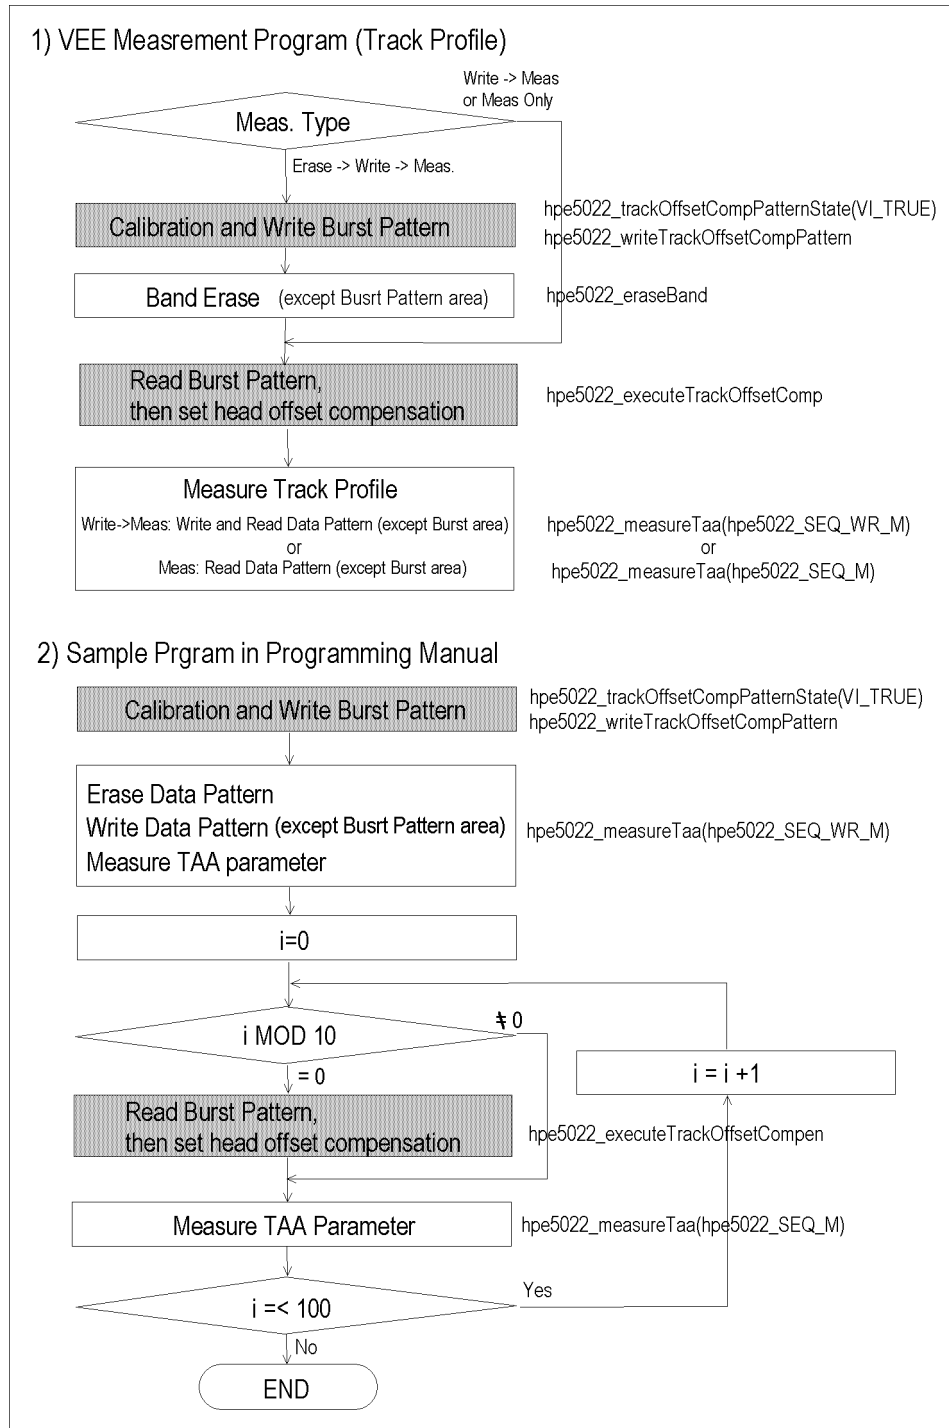 1) VEE Measrement Program (Track Profile)
Write -> Meas
or Meas Only
Meas. Type
Erase -> Write -> Meas.
Calibration and Write Burst Pattern
hpe5022_trackOffsetCompPatternState(VI_TRUE)
hpe5022_writeTrackOffsetCompPattern
Band Erase (except Busrt Pattern area)
hpe5022_eraseBand
Read Burst Pattern,
then set head offset compensation
hpe5022_executeTrackOffsetComp
Measure Track Profile
Write->Meas: Write and Read Data Pattern (except Burst area)
or
Meas: Read Data Pattern (except Burst area)
hpe5022_measureTaa(hpe5022_SEQ_WR_M)
or
hpe5022_measureTaa(hpe5022_SEQ_M)
2) Sample Prgram in Programming Manual
Calibration and Write Burst Pattern
hpe5022_trackOffsetCompPatternState(VI_TRUE)
hpe5022_writeTrackOffsetCompPattern
Erase Data Pattern
Write Data Pattern (except Busrt Pattern area)
Measure TAA parameter
hpe5022_measureTaa(hpe5022_SEQ_WR_M)
i=0
i MOD 10
≠ 0
= 0
i = i +1
Read Burst Pattern,
then set head offset compensation
hpe5022_executeTrackOffsetCompen
Measure TAA Parameter
hpe5022_measureTaa(hpe5022_SEQ_M)
i =< 100
Yes
No
END